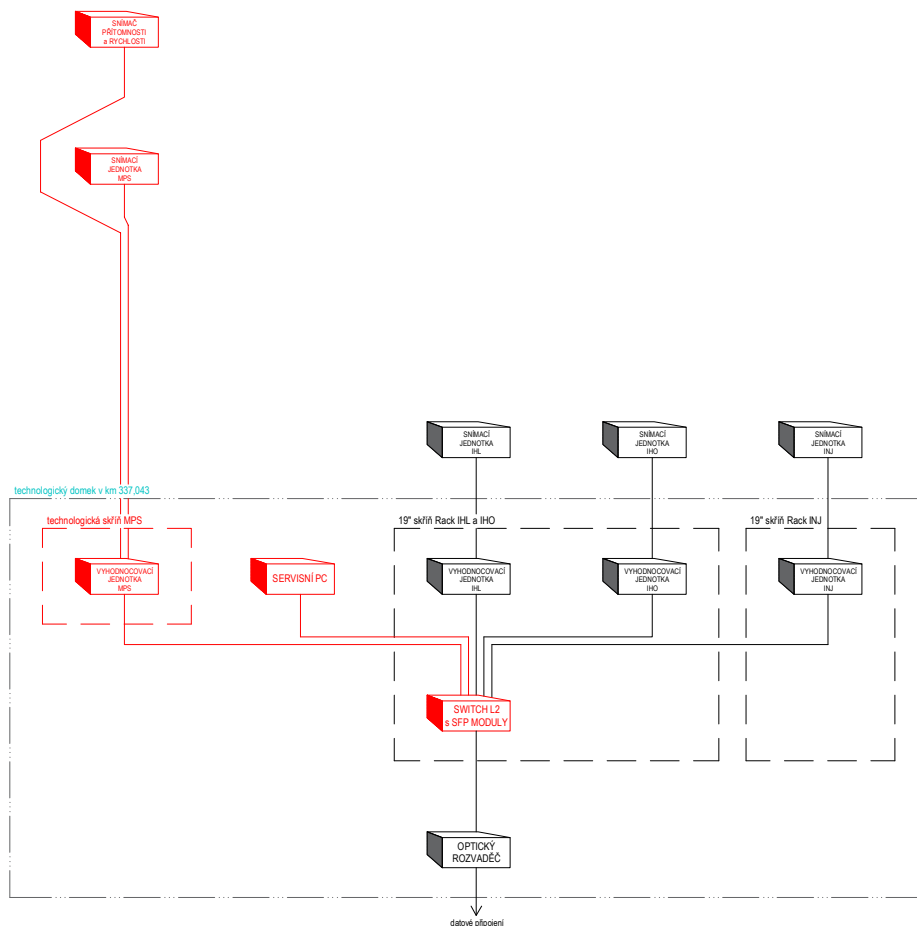 SNÍMAČ
PŘÍTOMNOSTI
a RYCHLOSTI
SNÍMACÍ
JEDNOTKA
MPS
SNÍMACÍ
JEDNOTKA
IHL
SNÍMACÍ
JEDNOTKA
IHO
SNÍMACÍ
JEDNOTKA
INJ
technologický domek v km 337,043
technologická skříň MPS
19" skříň Rack IHL a IHO
19" skříň Rack INJ
VYHODNOCOVACÍ
JEDNOTKA
MPS
SERVISNÍ PC
VYHODNOCOVACÍ
JEDNOTKA
IHL
VYHODNOCOVACÍ
JEDNOTKA
IHO
VYHODNOCOVACÍ
JEDNOTKA
INJ
SWITCH L2
s SFP MODULY
OPTICKÝ
ROZVADĚČ
datové připojení